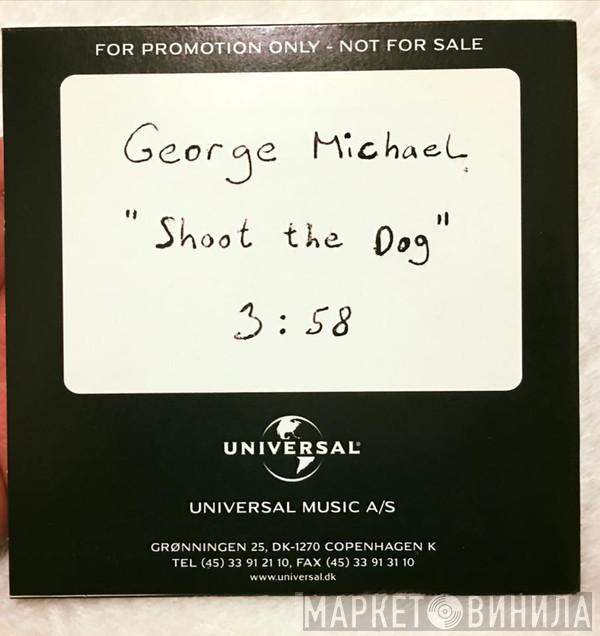 FOR PROMOTION ONLY - NOT FOR SALE
George Michael
"Shoot the Dog"
3:58
UNIVERSAL
UNIVERSAL MUSIC A/S
GRØNNINGEN 25, DK-1270 COPENHAGEN K
TEL (45) 33 91 21 10, FAX (45) 33 91 31 10
www.universal.dk
МАРКЕТ ВИНИЛА